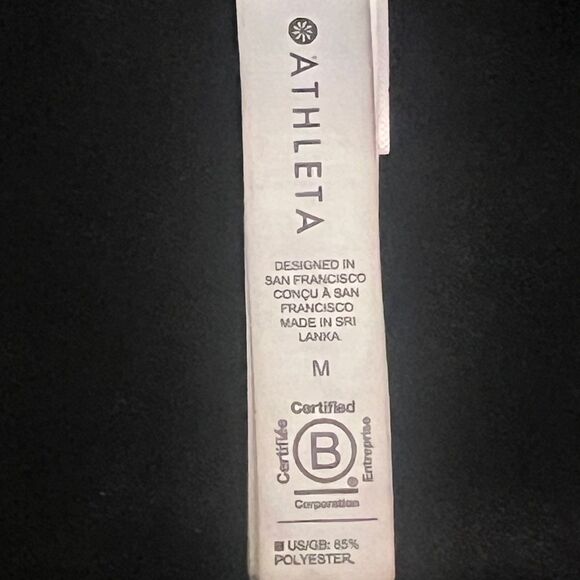 ATHLETA
DESIGNED IN
SAN FRANCISCO
CONÇU À SAN
FRANCISCO
MADE IN SRI
LANKA
M
Certified
Certifiée
B
Entreprise
Corporation
US/GB: 85%
POLYESTER,